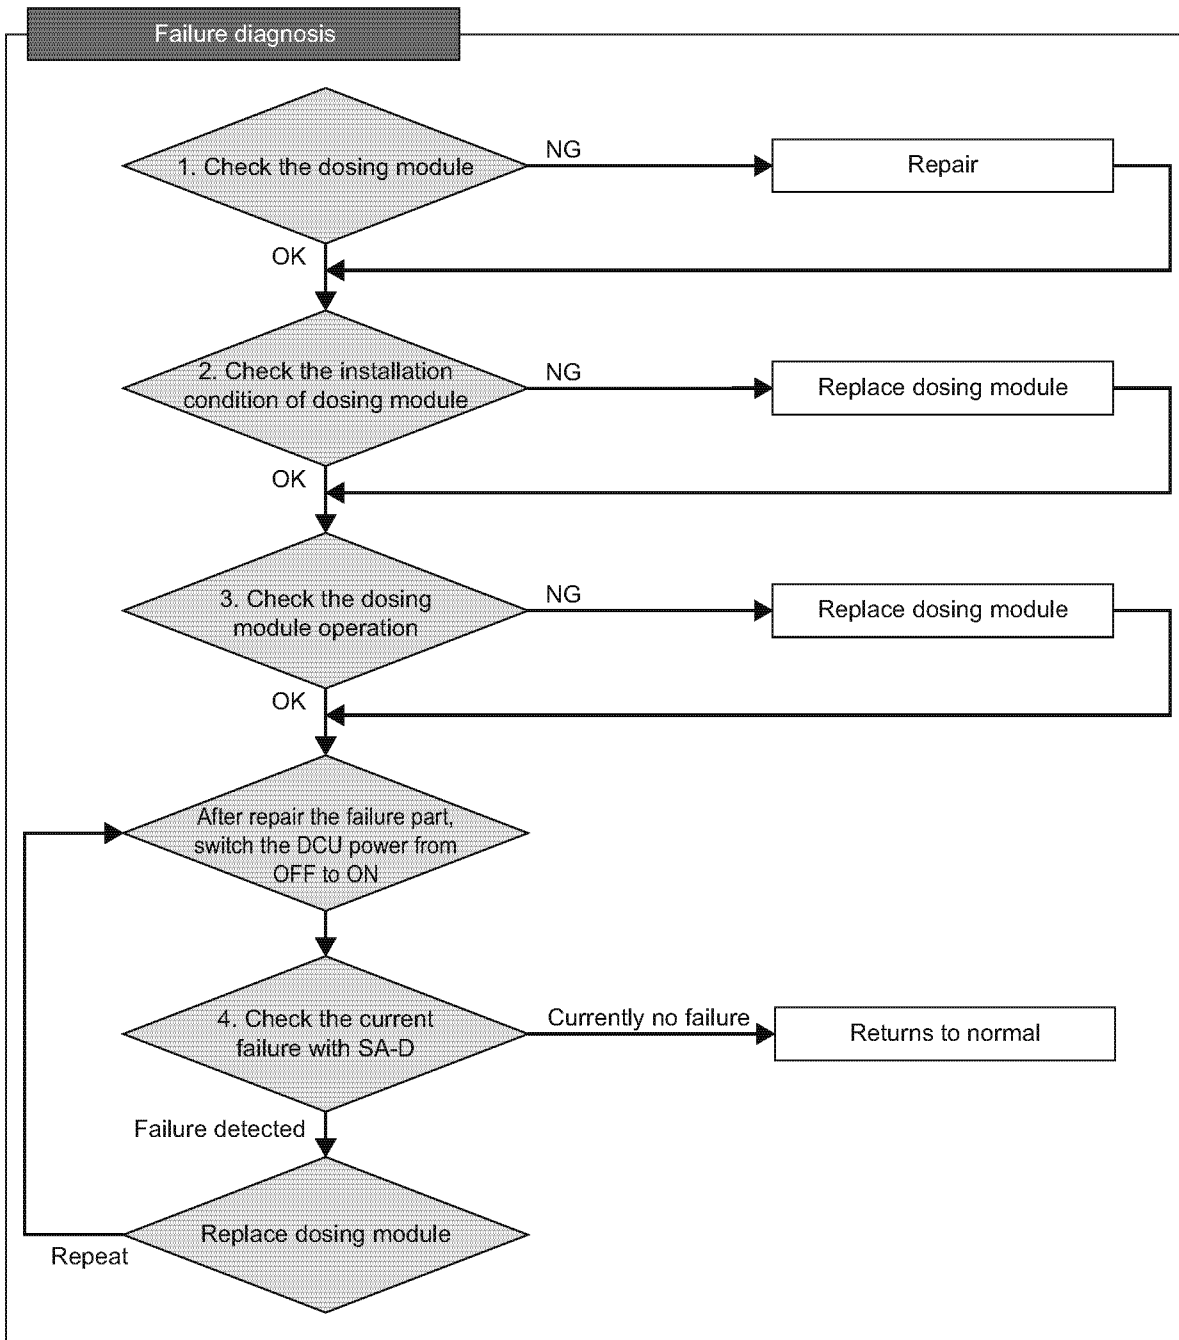 Failure diagnosis
1. Check the dosing module
NG
Repair
OK
2. Check the installation
condition of dosing module
NG
Replace dosing module
OK
3. Check the dosing
module operation
NG
Replace dosing module
OK
After repair the failure part,
switch the DCU power from
OFF to ON
4. Check the current
failure with SA-D
Currently no failure
Returns to normal
Failure detected
Replace dosing module
Repeat